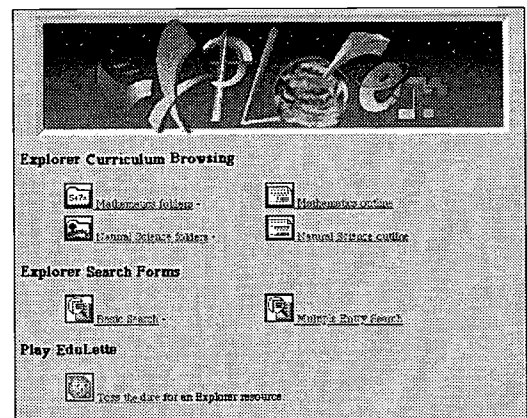 eXPLOrer
Explorer Curriculum Browsing
Mathematics folders - Mathematics outline
Natural Science folders - Natural Science outline
Explorer Search Forms
Basic Search - Multiple Entry Search
Play EduLette
Toss the dice for an Explorer resource.